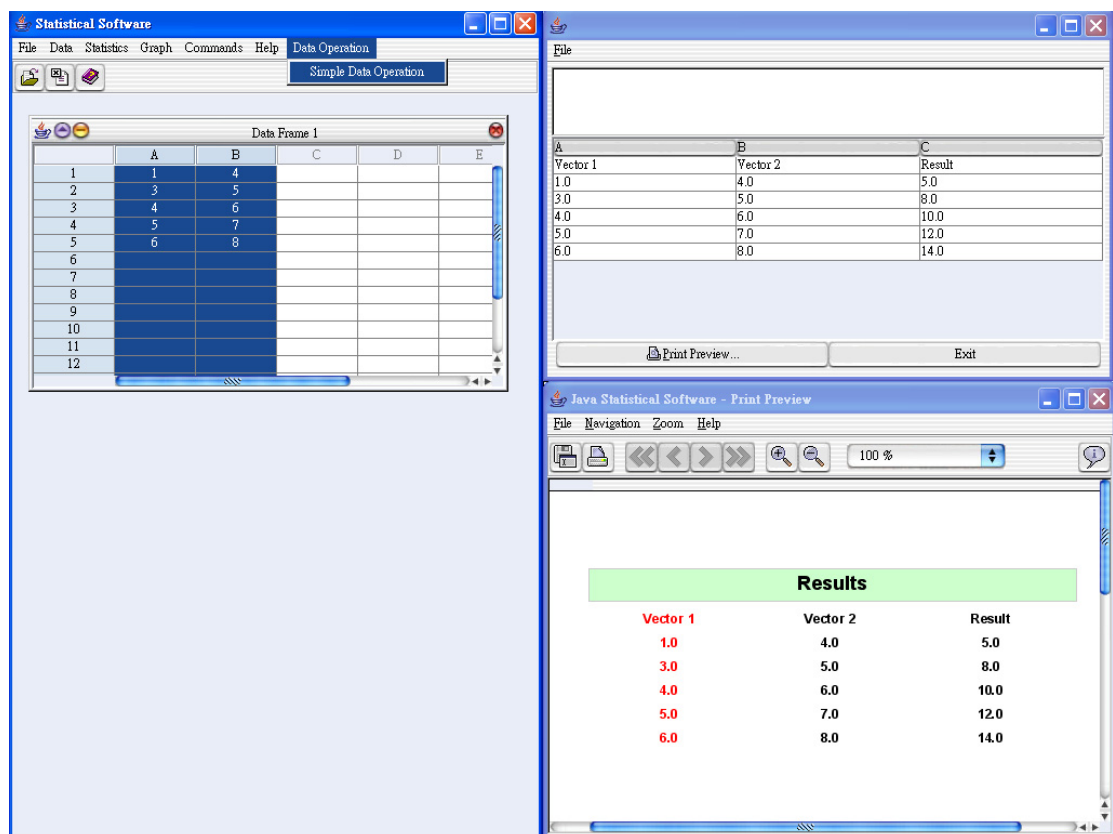 Statistical Software
File Data Statistics Graph Commands Help Data Operation
Simple Data Operation
Data Frame 1
A B C D E
1 1 4
2 3 5
3 4 6
4 5 7
5 6 8
6
7
8
9
10
11
12
File
A B C
Vector 1 Vector 2 Result
1.0 4.0 5.0
3.0 5.0 8.0
4.0 6.0 10.0
5.0 7.0 12.0
6.0 8.0 14.0
Print Preview... Exit
Java Statistical Software - Print Preview
File Navigation Zoom Help
100 %
Results
Vector 1 Vector 2 Result
1.0 4.0 5.0
3.0 5.0 8.0
4.0 6.0 10.0
5.0 7.0 12.0
6.0 8.0 14.0